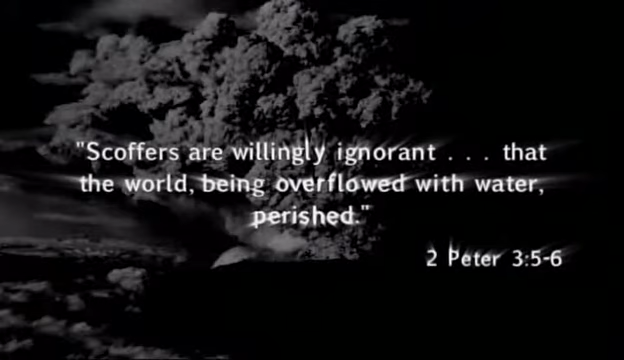 "Scoffers are willingly ignorant . . . that
the world, being overflowed with water,
perished."
2 Peter 3:5-6